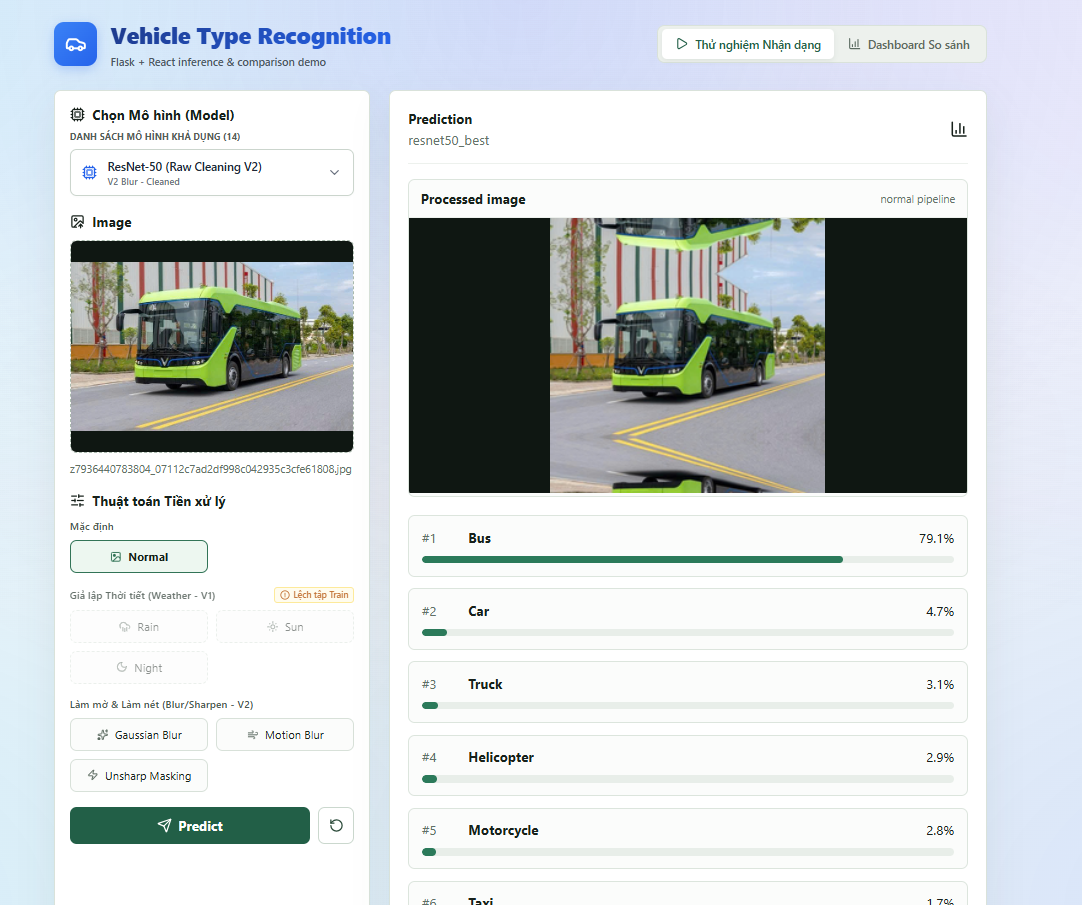 Vehicle Type Recognition
Flask + React inference & comparison demo
Thử nghiệm Nhận dạng
Dashboard So sánh
Chọn Mô hình (Model)
DANH SÁCH MÔ HÌNH KHẢ DỤNG (14)
ResNet-50 (Raw Cleaning V2)
V2 Blur - Cleaned
Image
z7936440783804_07112c7ad2df998c042935c3cfe61808.jpg
Thuật toán Tiền xử lý
Mặc định
Normal
Giả lập Thời tiết (Weather - V1)
Lệch tập Train
Rain
Sun
Night
Làm mờ & Làm nét (Blur/Sharpen - V2)
Gaussian Blur
Motion Blur
Unsharp Masking
Predict
Prediction
resnet50_best
Processed image
normal pipeline
#1 Bus 79.1%
#2 Car 4.7%
#3 Truck 3.1%
#4 Helicopter 2.9%
#5 Motorcycle 2.8%
#6 Taxi 1.7%